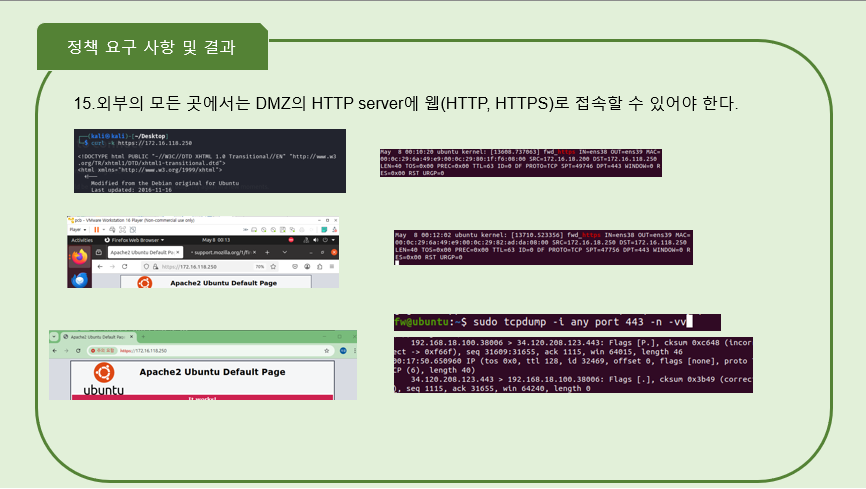 정책 요구 사항 및 결과
15.외부의 모든 곳에서는 DMZ의 HTTP server에 웹(HTTP, HTTPS)로 접속할 수 있어야 한다.
(kali㉿kali)-[~/Desktop]
$ curl -k https://172.16.118.250
<!DOCTYPE html PUBLIC "-//W3C//DTD XHTML 1.0 Transitional//EN" "http://www.w3
.org/TR/xhtml1/DTD/xhtml1-transitional.dtd">
<html xmlns="http://www.w3.org/1999/xhtml">
<!--
Modified from the Debian original for Ubuntu
Last updated: 2016-11-16
May 8 00:10:20 ubuntu kernel: [13608.737063] fwd_https IN=ens38 OUT=ens39 MAC=
00:0c:29:6a:49:e9:00:0c:29:80:1f:f6:08:00 SRC=172.16.18.200 DST=172.16.118.250
LEN=40 TOS=0x00 PREC=0x00 TTL=63 ID=0 DF PROTO=TCP SPT=49746 DPT=443 WINDOW=0 R
ES=0x00 RST URGP=0
VMware Workstation 16 Player (Non-commercial use only)
Player
Activities Firefox Web Browser May 8 00:13
Apache2 Ubuntu Default Pa support.mozilla.org/1/fi
https://172.16.118.250 70%
Apache2 Ubuntu Default Page
May 8 00:12:02 ubuntu kernel: [13710.523356] fwd_https IN=ens38 OUT=ens39 MAC=
00:0c:29:6a:49:e9:00:0c:29:82:ad:da:08:00 SRC=172.16.18.250 DST=172.16.118.250
LEN=40 TOS=0x00 PREC=0x00 TTL=63 ID=0 DF PROTO=TCP SPT=47756 DPT=443 WINDOW=0 R
ES=0x00 RST URGP=0
Apache2 Ubuntu Default Page
https://172.16.118.250
Apache2 Ubuntu Default Page
ubuntu
It works!
fw@ubuntu:~$ sudo tcpdump -i any port 443 -n -vv
192.168.18.100.38006 > 34.120.208.123.443: Flags [P.], cksum 0xc648 (incor
ect -> 0xf66f), seq 31609:31655, ack 1115, win 64015, length 46
00:17:50.650960 IP (tos 0x0, ttl 128, id 32469, offset 0, flags [none], proto
CP (6), length 40)
34.120.208.123.443 > 192.168.18.100.38006: Flags [.], cksum 0x3b49 (correc
), seq 1115, ack 31655, win 64240, length 0